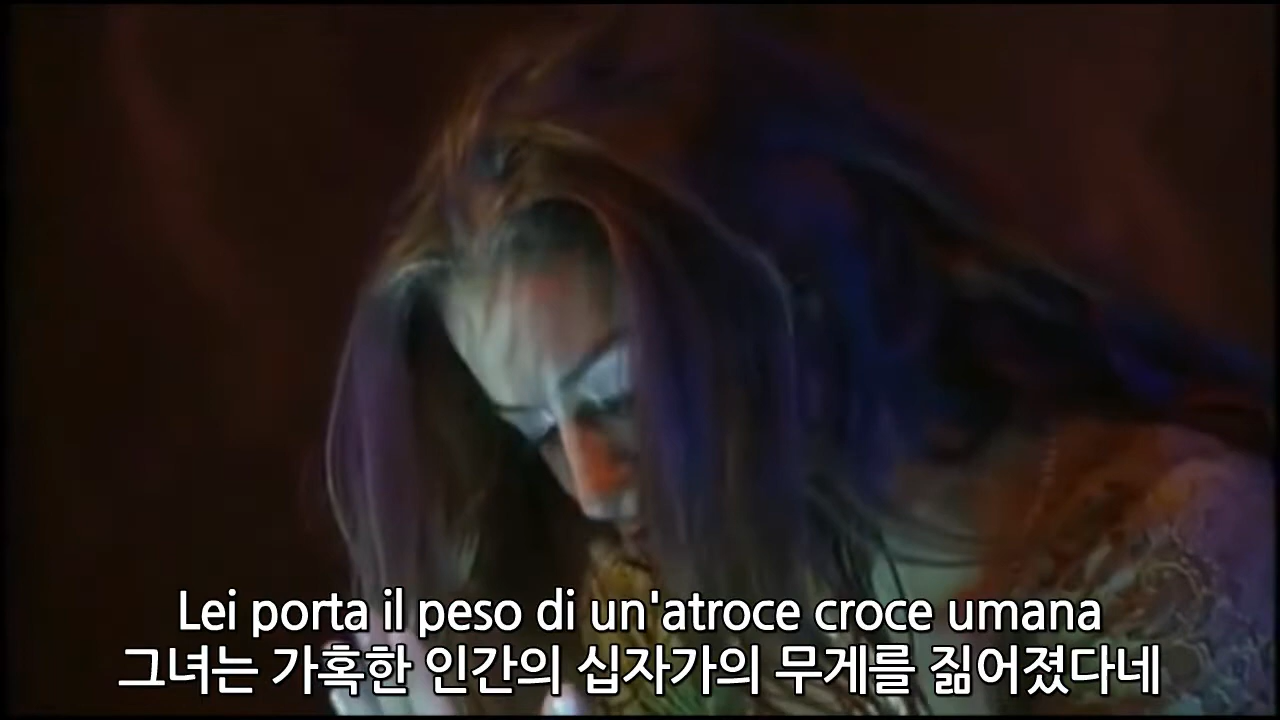 Lei porta il peso di un'atroce croce umana
그녀는 가혹한 인간의 십자가의 무게를 짊어졌다네